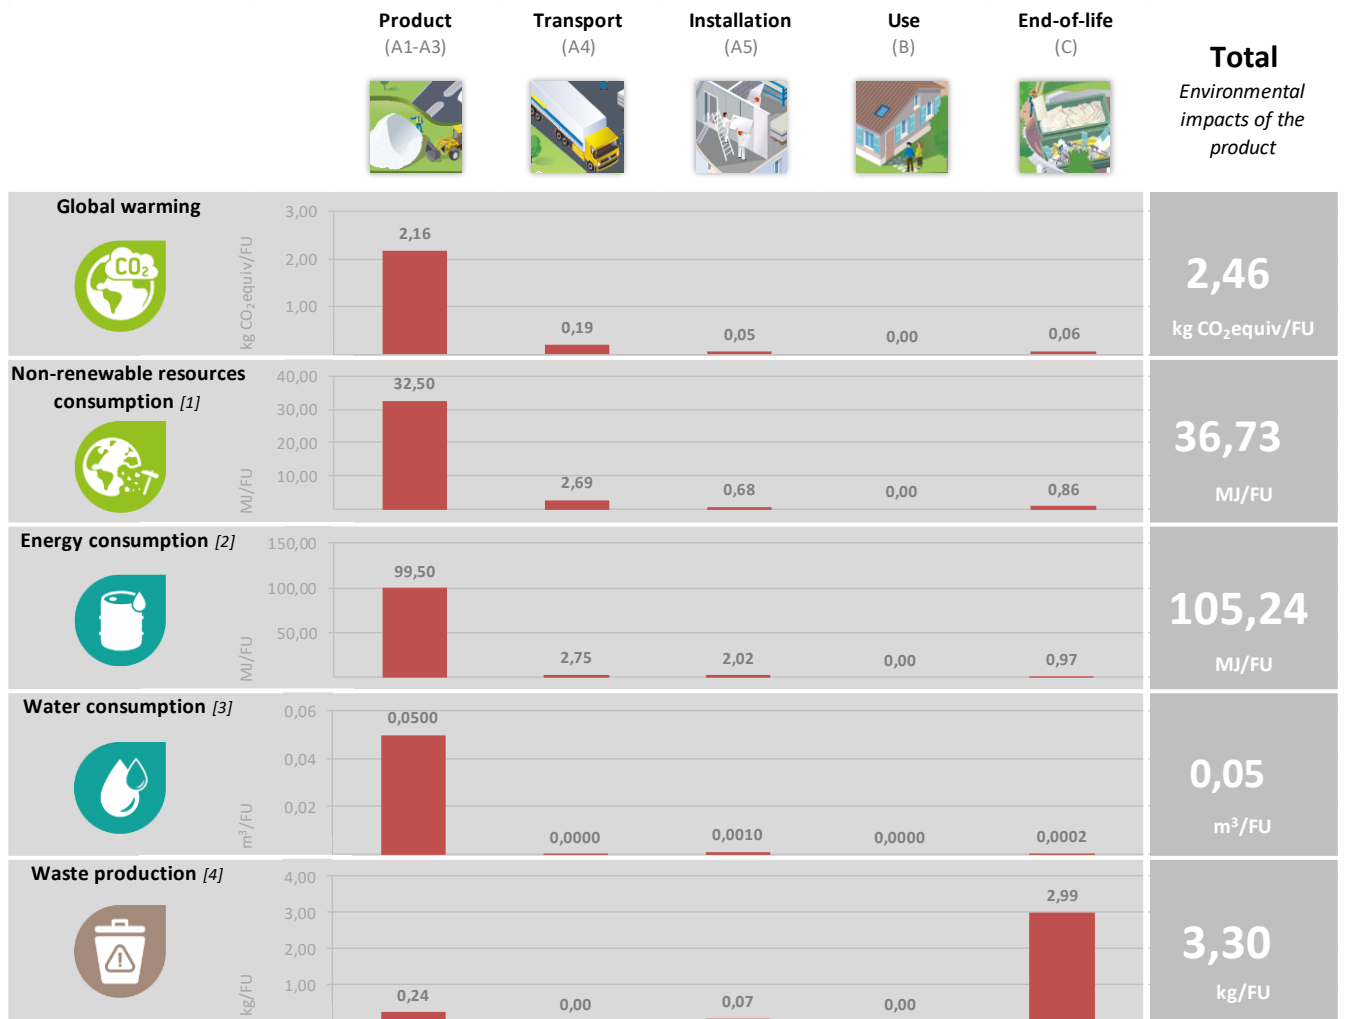 Product
(A1-A3)
Transport
(A4)
Installation
(A5)
Use
(B)
End-of-life
(C)
Total
Environmental
impacts of the
product
Global warming
CO2
kg CO2equiv/FU
3,00
2,00
1,00
2,16
0,19
0,05
0,00
0,06
2,46
kg CO2equiv/FU
Non-renewable resources
consumption [1]
MJ/FU
40,00
30,00
20,00
10,00
32,50
2,69
0,68
0,00
0,86
36,73
MJ/FU
Energy consumption [2]
MJ/FU
150,00
100,00
50,00
99,50
2,75
2,02
0,00
0,97
105,24
MJ/FU
Water consumption [3]
m³/FU
0,06
0,04
0,02
0,0500
0,0000
0,0010
0,0000
0,0002
0,05
m³/FU
Waste production [4]
kg/FU
4,00
3,00
2,00
1,00
0,24
0,00
0,07
0,00
2,99
3,30
kg/FU